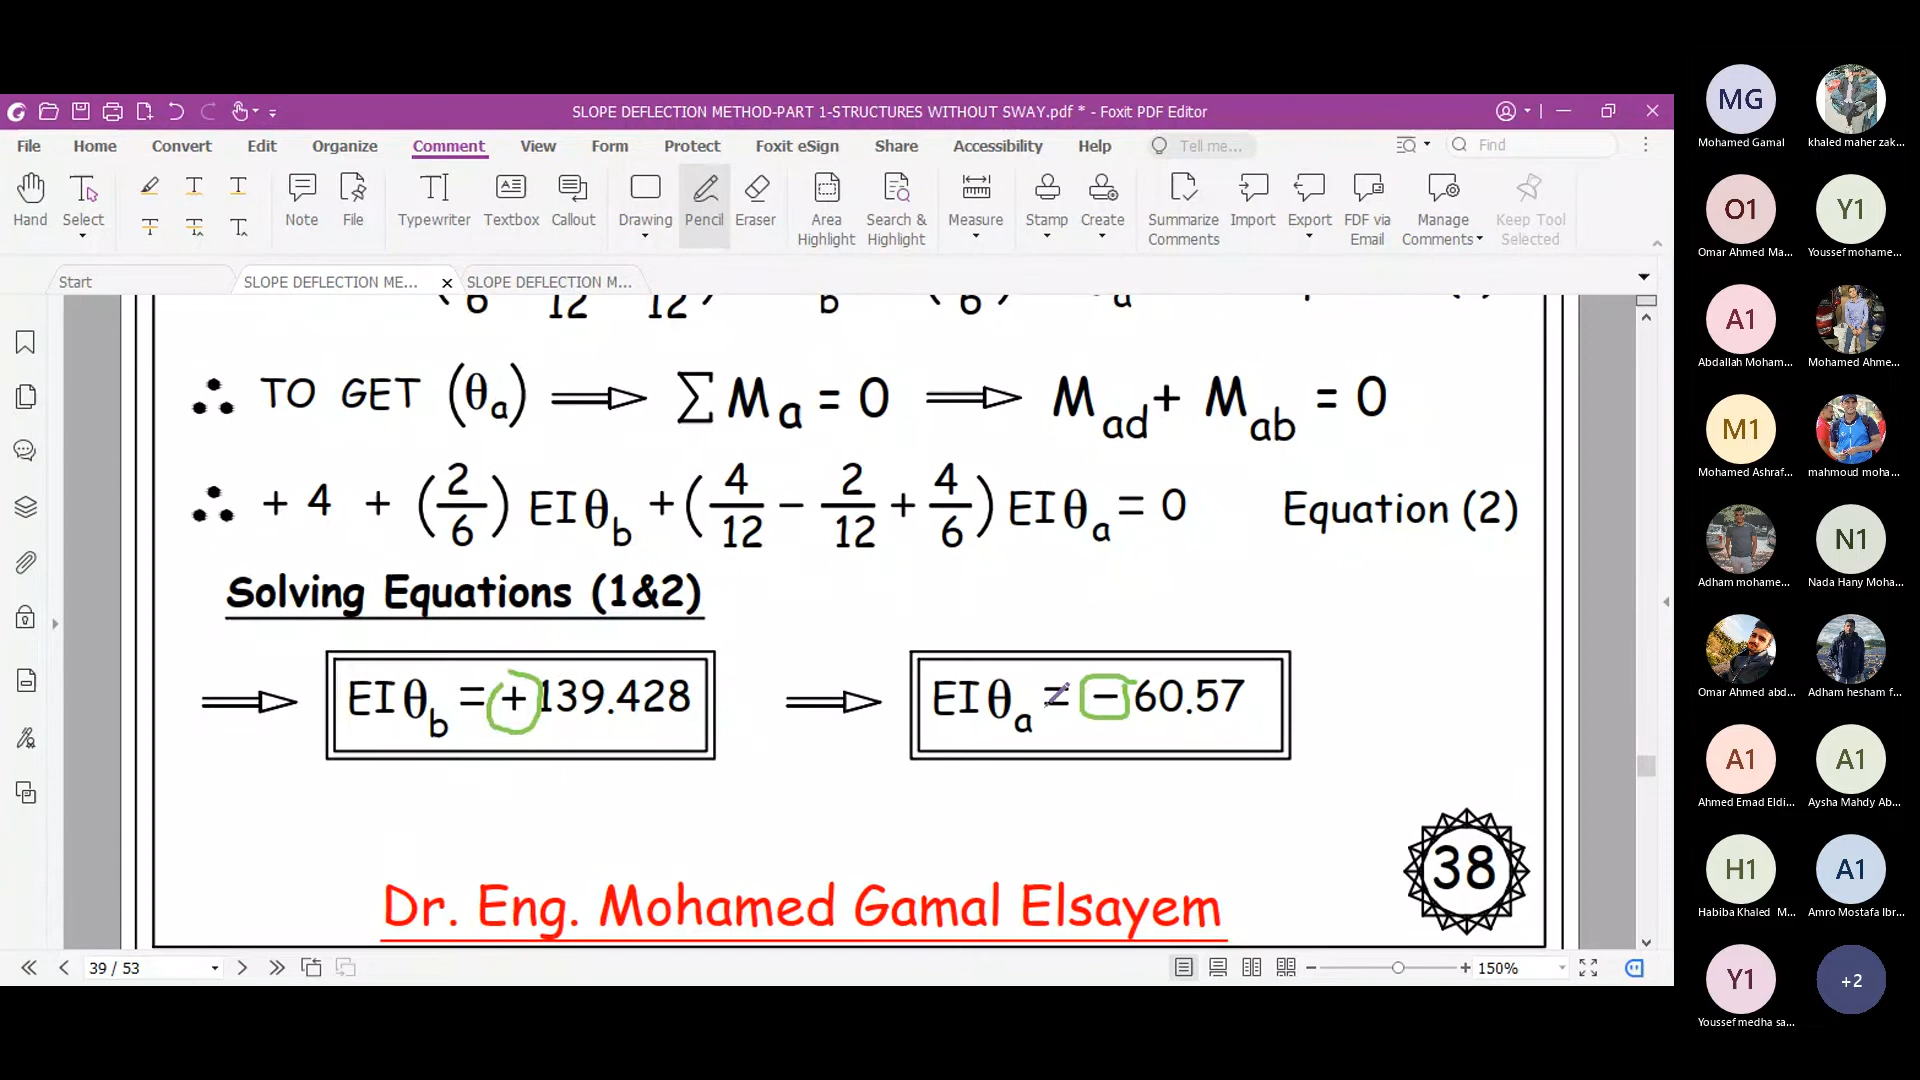 SLOPE DEFLECTION METHOD-PART 1-STRUCTURES WITHOUT SWAY.pdf * - Foxit PDF Editor
File Home Convert Edit Organize Comment View Form Protect Foxit eSign Share Accessibility Help Tell me... Find
Hand Select Note File Typewriter Textbox Callout Drawing Pencil Eraser Area Highlight Search & Highlight Measure Stamp Create Summarize Comments Import Export FDF via Email Manage Comments Keep Tool Selected
Start SLOPE DEFLECTION ME... SLOPE DEFLECTION M...
6 12 12 b 6 a
∴ TO GET (θa) ⟹ ∑Ma = 0 ⟹ Mad + Mab = 0
∴ + 4 + (2/6) EIθb + (4/12 − 2/12 + 4/6) EIθa = 0 Equation (2)
Solving Equations (1&2)
⟹ EIθb = +139.428 ⟹ EIθa = −60.57
38
Dr. Eng. Mohamed Gamal Elsayem
39 / 53 150%
MG
Mohamed Gamal
khaled maher zak...
O1
Omar Ahmed Ma...
Y1
Youssef mohame...
A1
Abdallah Moham...
Mohamed Ahme...
M1
Mohamed Ashraf...
mahmoud moha...
Adham mohame...
N1
Nada Hany Moha...
Omar Ahmed abd...
Adham hesham f...
A1
Ahmed Emad Eldi...
A1
Aysha Mahdy Ab...
H1
Habiba Khaled M...
A1
Amro Mostafa Ibr...
Y1
Youssef medha sa...
+2